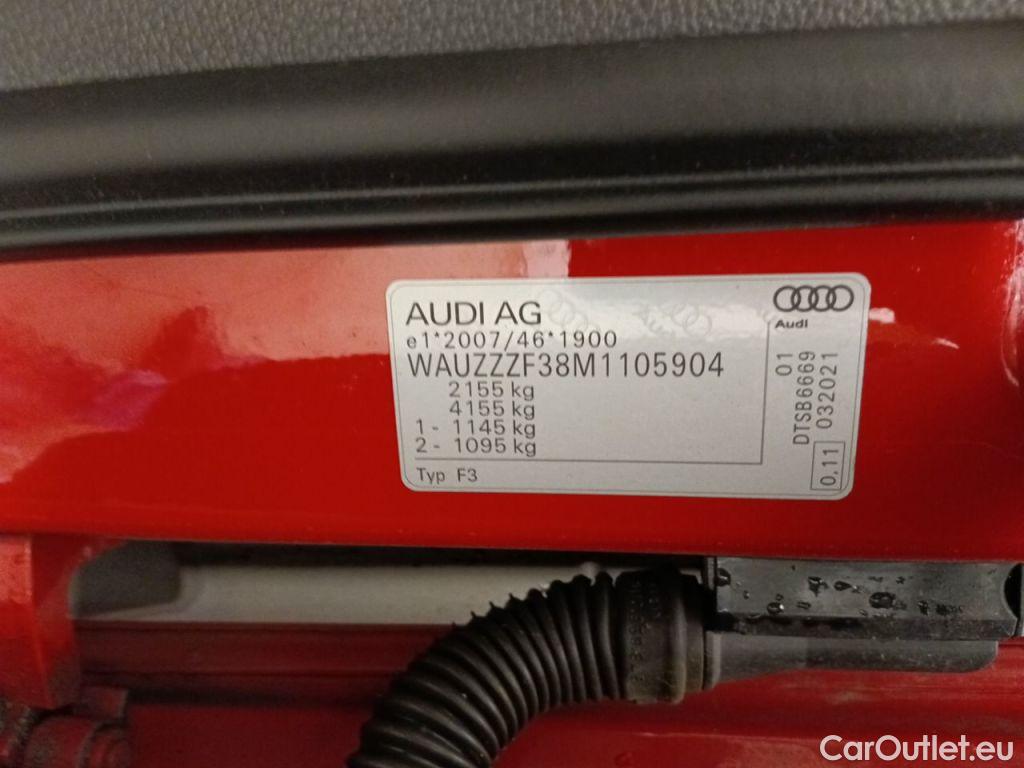 AUDI AG
e1*2007/46*1900
WAUZZZF38M1105904
2155 kg
4155 kg
1 - 1145 kg
2 - 1095 kg
Typ F3
Audi
01
DTSB6669
032021
0.11
CarOutlet.eu